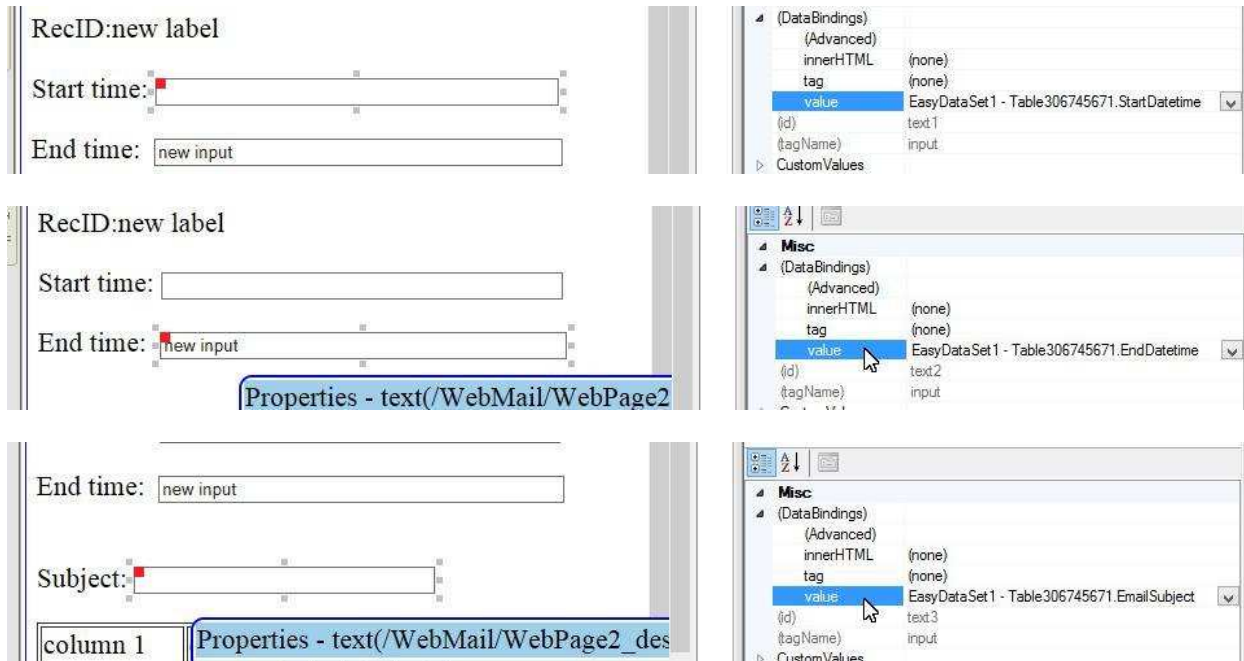 RecID:new label
Start time:
End time: new input
(DataBindings)
(Advanced)
innerHTML (none)
tag (none)
value EasyDataSet1 - Table306745671.StartDatetime
(id) text1
(tagName) input
CustomValues
RecID:new label
Start time:
End time: new input
Properties - text(/WebMail/WebPage2
Misc
(DataBindings)
(Advanced)
innerHTML (none)
tag (none)
value EasyDataSet1 - Table306745671.EndDatetime
(id) text2
(tagName) input
End time: new input
Subject:
column 1
Properties - text(/WebMail/WebPage2_des
Misc
(DataBindings)
(Advanced)
innerHTML (none)
tag (none)
value EasyDataSet1 - Table306745671.EmailSubject
(id) text3
(tagName) input
CustomValues